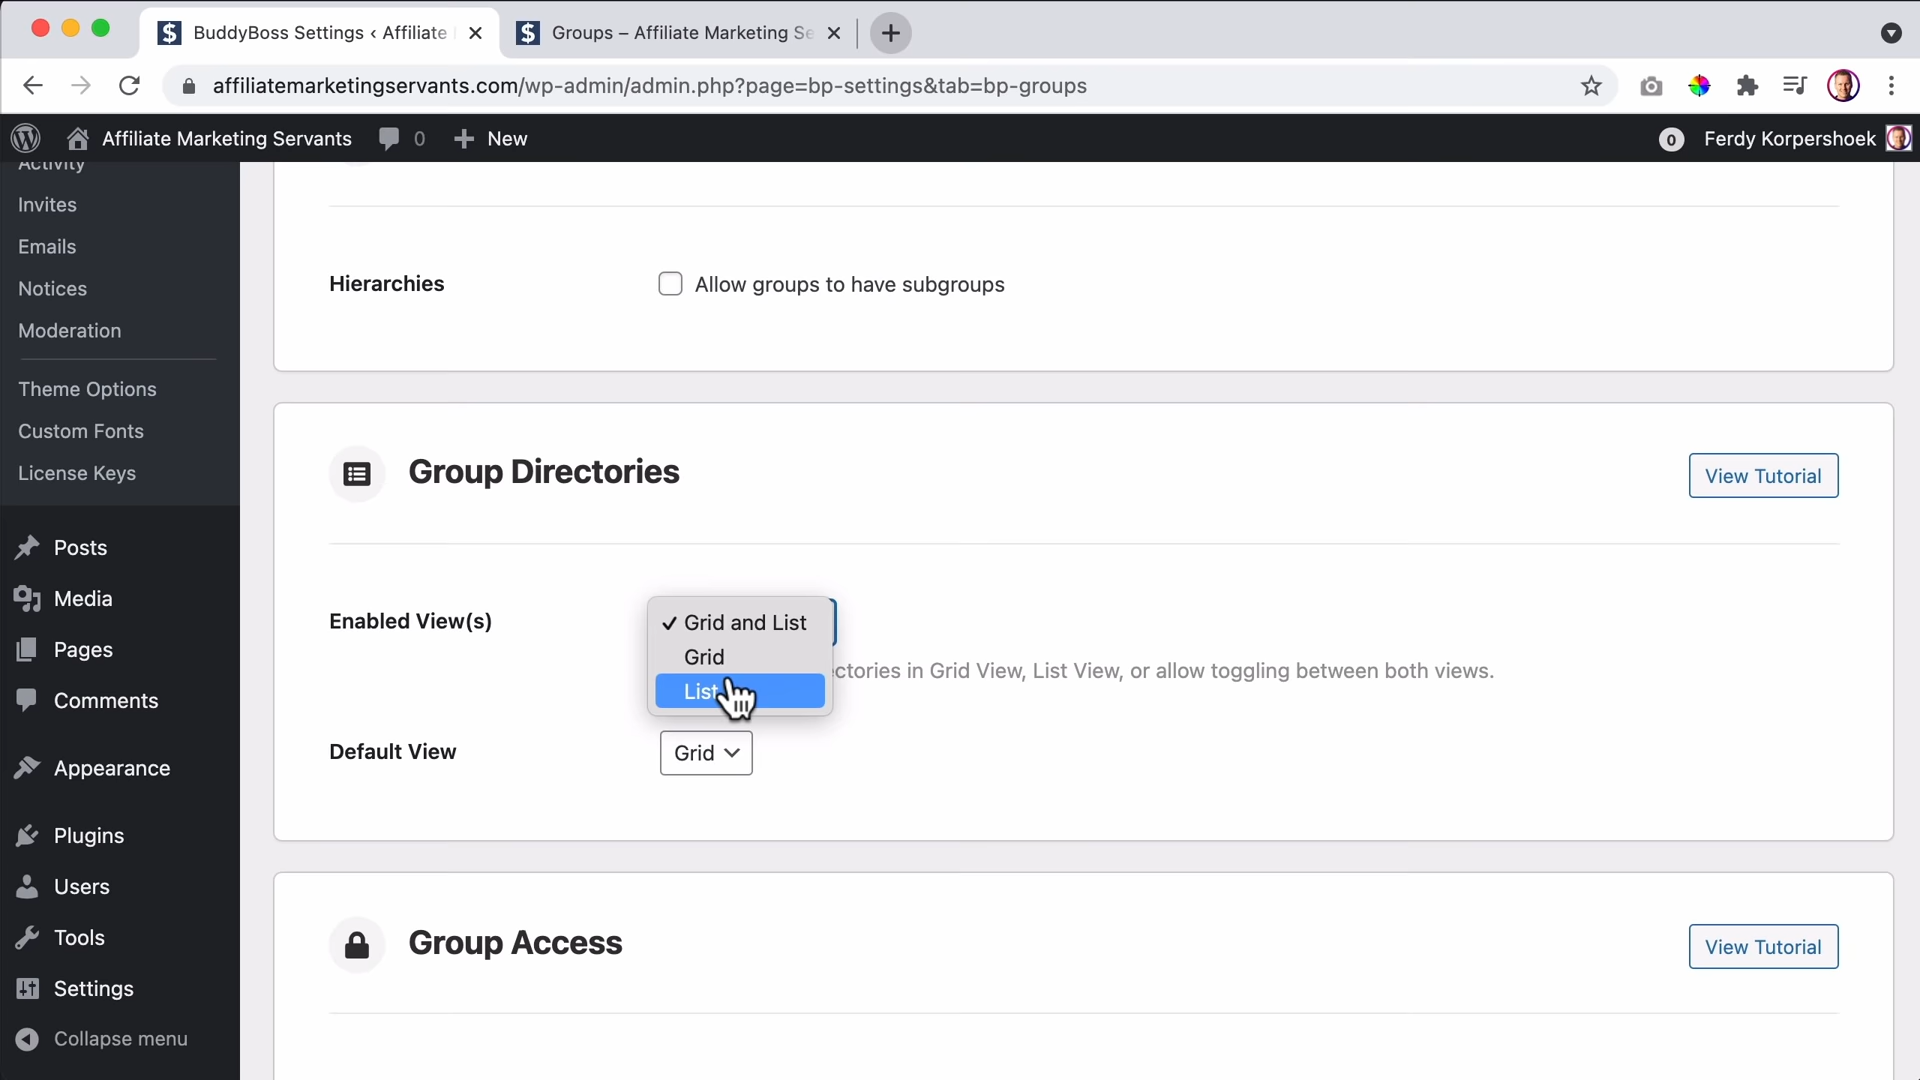 BuddyBoss Settings ‹ Affiliate
Groups – Affiliate Marketing Se
affiliatemarketingservants.com/wp-admin/admin.php?page=bp-settings&tab=bp-groups
Affiliate Marketing Servants
0
New
0
Ferdy Korpershoek
Activity
Invites
Emails
Notices
Moderation
Theme Options
Custom Fonts
License Keys
Posts
Media
Pages
Comments
Appearance
Plugins
Users
Tools
Settings
Collapse menu
Hierarchies
Allow groups to have subgroups
Group Directories
View Tutorial
Enabled View(s)
Grid and List
Grid
List
ctories in Grid View, List View, or allow toggling between both views.
Default View
Grid
Group Access
View Tutorial